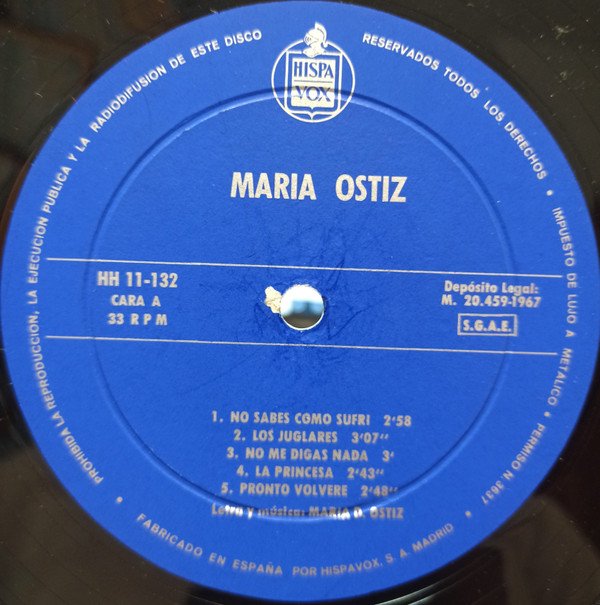 PROHIBIDA LA REPRODUCCION, LA EJECUCION PUBLICA Y LA RADIODIFUSION DE ESTE DISCO
RESERVADOS TODOS LOS DERECHOS • IMPUESTO DE LUJO A METALICO • PERMISO N. 3637
HISPA
VOX
MARIA OSTIZ
HH 11-132
CARA A
33 R P M
Depósito Legal:
M. 20.459-1967
S.G.A.E.
1. NO SABES COMO SUFRI 2'58
2. LOS JUGLARES 3'07''
3. NO ME DIGAS NADA 3'
4. LA PRINCESA 2'43''
5. PRONTO VOLVERE 2'48''
Letra y música: MARIA D. OSTIZ
• FABRICADO EN ESPAÑA POR HISPAVOX, S. A. MADRID •